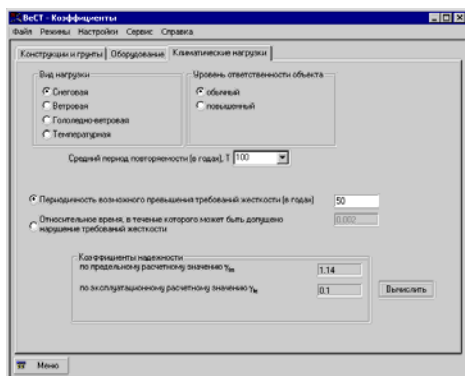 ВеСТ - Коэффициенты
Файл Режимы Настройки Сервис Справка
Конструкции и грунты Оборудование Климатические нагрузки
Вид нагрузки
Снеговая
Ветровая
Гололедно-ветровая
Температурная
Уровень ответственности объекта
обычный
повышенный
Средний период повторяемости (в годах), T 100
Периодичность возможного превышения требований жесткости (в годах) 50
Относительное время, в течение которого может быть допущено 0.002
нарушение требований жесткости
Коэффициенты надежности
по предельному расчетному значению γfm 1.14
по эксплуатационному расчетному значению γfe 0.1
Вычислить
Меню